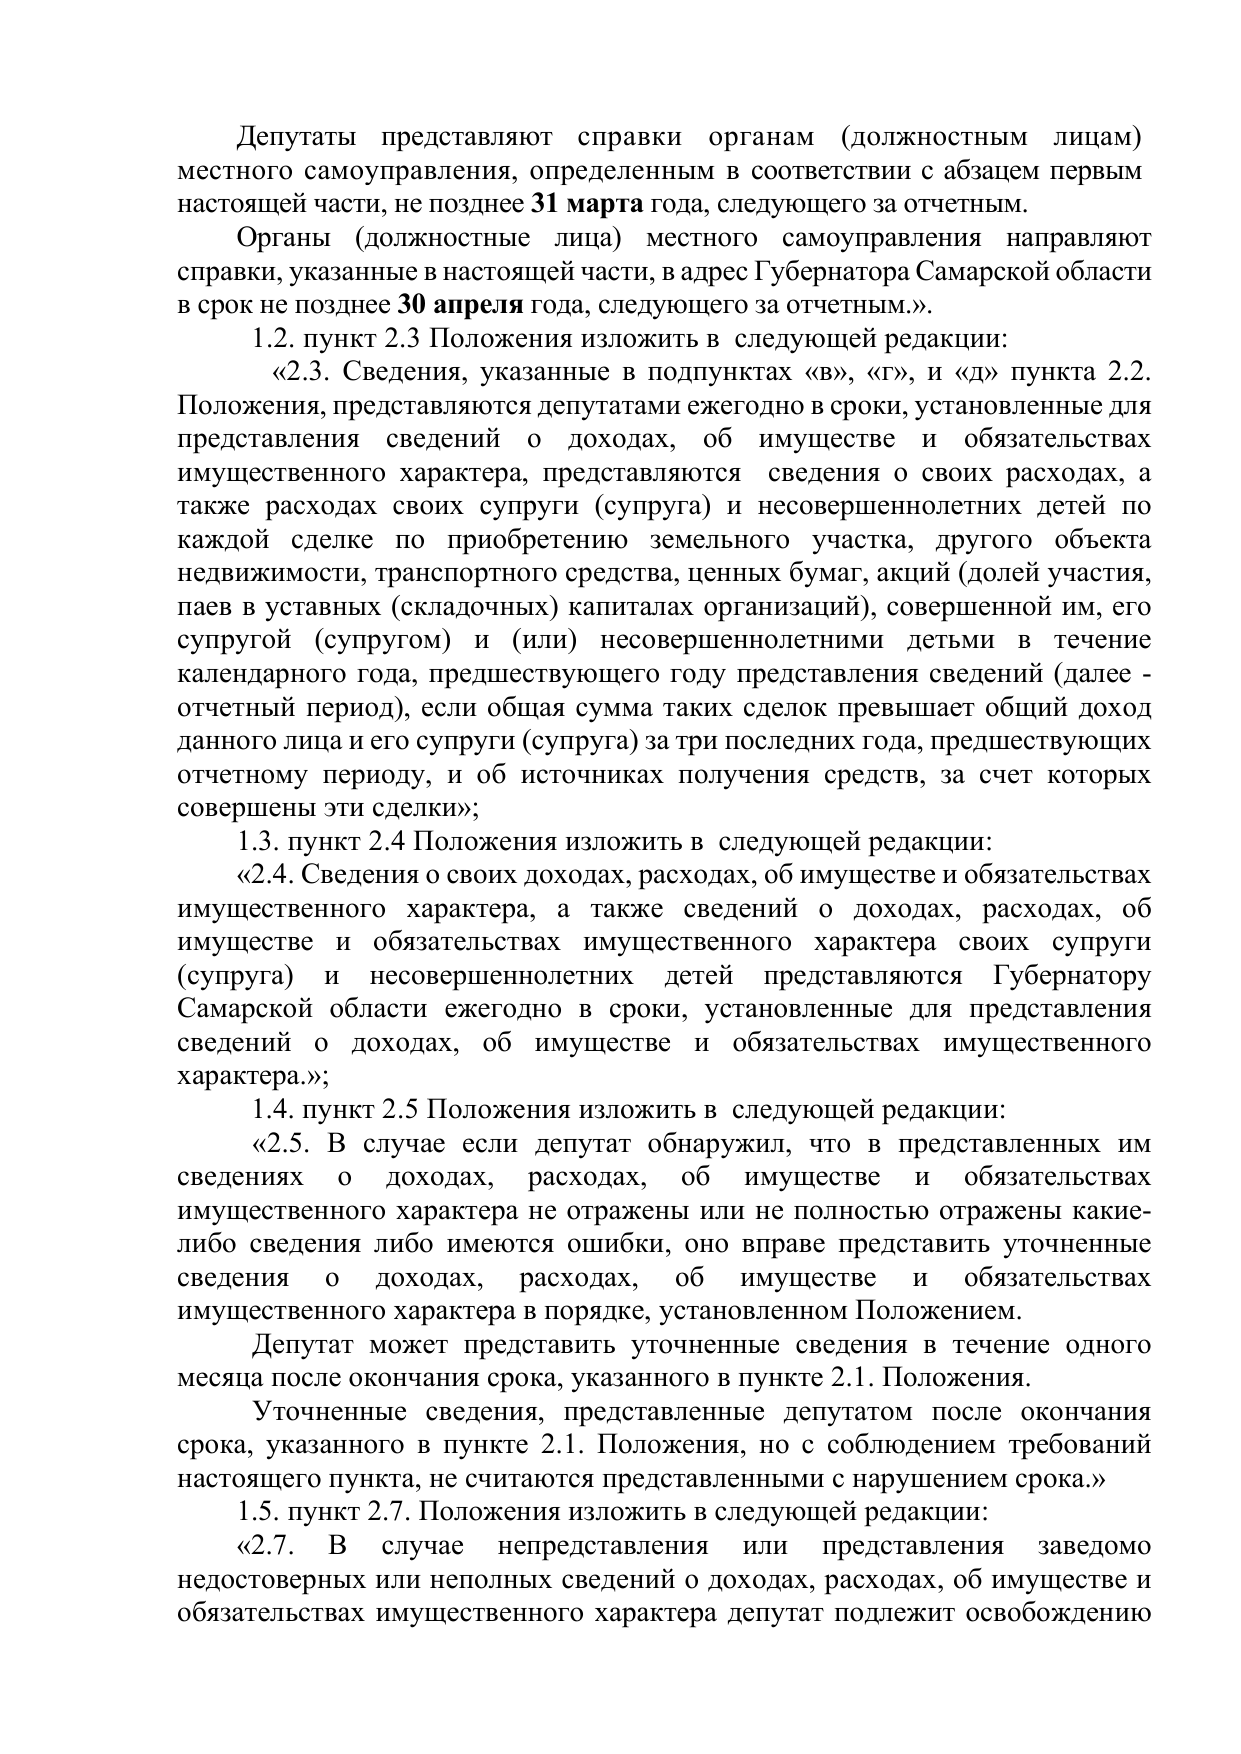 Депутаты представляют справки органам (должностным лицам)
местного самоуправления, определенным в соответствии с абзацем первым
настоящей части, не позднее 31 марта года, следующего за отчетным.
Органы (должностные лица) местного самоуправления направляют
справки, указанные в настоящей части, в адрес Губернатора Самарской области
в срок не позднее 30 апреля года, следующего за отчетным.».
1.2. пункт 2.3 Положения изложить в следующей редакции:
«2.3. Сведения, указанные в подпунктах «в», «г», и «д» пункта 2.2.
Положения, представляются депутатами ежегодно в сроки, установленные для
представления сведений о доходах, об имуществе и обязательствах
имущественного характера, представляются сведения о своих расходах, а
также расходах своих супруги (супруга) и несовершеннолетних детей по
каждой сделке по приобретению земельного участка, другого объекта
недвижимости, транспортного средства, ценных бумаг, акций (долей участия,
паев в уставных (складочных) капиталах организаций), совершенной им, его
супругой (супругом) и (или) несовершеннолетними детьми в течение
календарного года, предшествующего году представления сведений (далее -
отчетный период), если общая сумма таких сделок превышает общий доход
данного лица и его супруги (супруга) за три последних года, предшествующих
отчетному периоду, и об источниках получения средств, за счет которых
совершены эти сделки»;
1.3. пункт 2.4 Положения изложить в следующей редакции:
«2.4. Сведения о своих доходах, расходах, об имуществе и обязательствах
имущественного характера, а также сведений о доходах, расходах, об
имуществе и обязательствах имущественного характера своих супруги
(супруга) и несовершеннолетних детей представляются Губернатору
Самарской области ежегодно в сроки, установленные для представления
сведений о доходах, об имуществе и обязательствах имущественного
характера.»;
1.4. пункт 2.5 Положения изложить в следующей редакции:
«2.5. В случае если депутат обнаружил, что в представленных им
сведениях о доходах, расходах, об имуществе и обязательствах
имущественного характера не отражены или не полностью отражены какие-
либо сведения либо имеются ошибки, оно вправе представить уточненные
сведения о доходах, расходах, об имуществе и обязательствах
имущественного характера в порядке, установленном Положением.
Депутат может представить уточненные сведения в течение одного
месяца после окончания срока, указанного в пункте 2.1. Положения.
Уточненные сведения, представленные депутатом после окончания
срока, указанного в пункте 2.1. Положения, но с соблюдением требований
настоящего пункта, не считаются представленными с нарушением срока.»
1.5. пункт 2.7. Положения изложить в следующей редакции:
«2.7. В случае непредставления или представления заведомо
недостоверных или неполных сведений о доходах, расходах, об имуществе и
обязательствах имущественного характера депутат подлежит освобождению